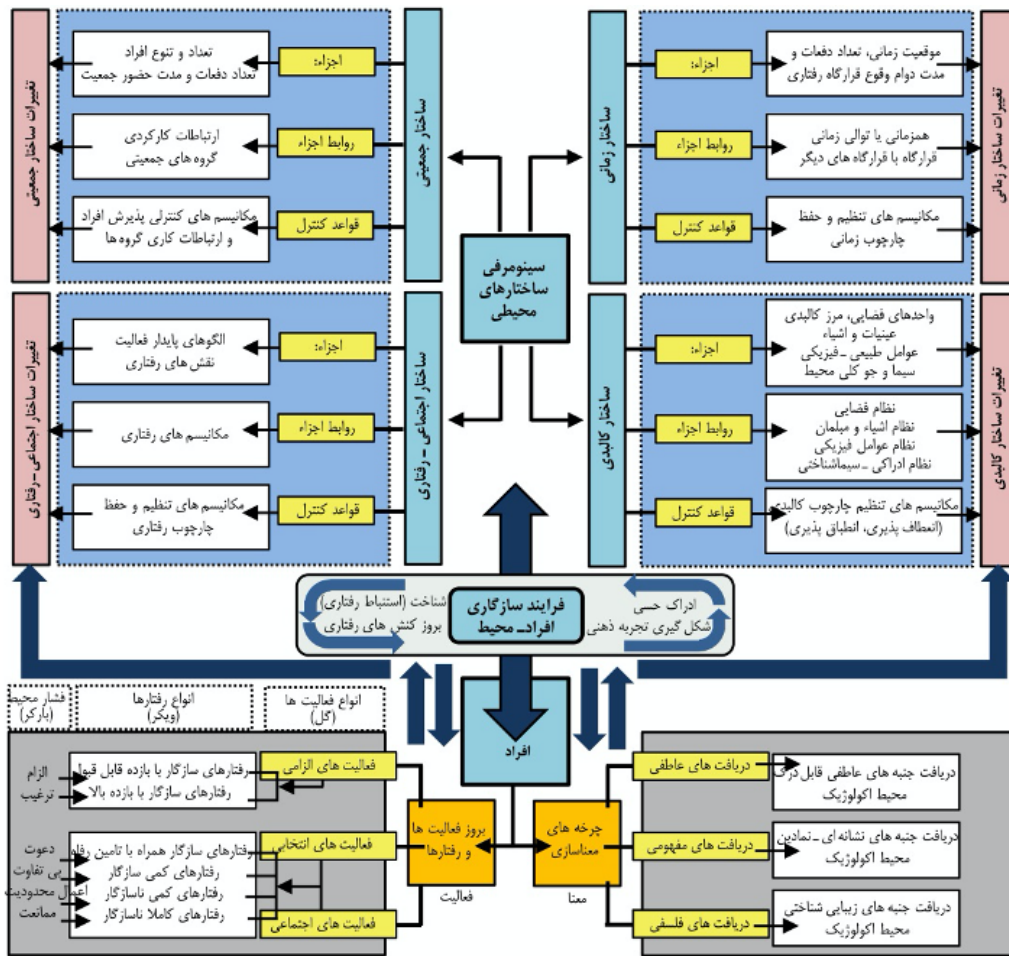 تغییرات ساختار زمانی
موقعیت زمانی، تعداد دفعات و
مدت دوام وقوع قرارگاه رفتاری
اجزاء:
همزمانی یا توالی زمانی
قرارگاه با قرارگاه های دیگر
روابط اجزاء
مکانیسم های تنظیم و حفظ
چارچوب زمانی
قواعد کنترل
ساختار زمانی
تغییرات ساختار کالبدی
واحدهای فضایی، مرز کالبدی
عینیات و اشیاء
عوامل طبیعی ـ فیزیکی
سیما و جو کلی محیط
اجزاء:
نظام فضایی
نظام اشیاء و مبلمان
نظام عوامل فیزیکی
نظام ادراکی ـ سیماشناختی
روابط اجزاء
مکانیسم های تنظیم چارچوب کالبدی
(انعطاف پذیری، انطباق پذیری)
قواعد کنترل
ساختار کالبدی
سینومرفی
ساختارهای
محیطی
ساختار جمعیتی
اجزاء:
تعداد و تنوع افراد
تعداد دفعات و مدت حضور جمعیت
روابط اجزاء
ارتباطات کارکردی
گروه های جمعیتی
قواعد کنترل
مکانیسم های کنترلی پذیرش افراد
و ارتباطات کاری گروه ها
تغییرات ساختار جمعیتی
ساختار اجتماعی ـ رفتاری
اجزاء:
الگوهای پایدار فعالیت
نقش های رفتاری
روابط اجزاء
مکانیسم های رفتاری
قواعد کنترل
مکانیسم های تنظیم و حفظ
چارچوب رفتاری
تغییرات ساختار اجتماعی ـ رفتاری
ادراک حسی
شکل گیری تجربه ذهنی
فرایند سازگاری
افراد ـ محیط
شناخت (استنباط رفتاری)
بروز کنش های رفتاری
افراد
دریافت جنبه های عاطفی قابل درک
محیط اکولوژیک
دریافت های عاطفی
دریافت جنبه های نشانه ای ـ نمادین
محیط اکولوژیک
دریافت های مفهومی
دریافت جنبه های زیبایی شناختی
محیط اکولوژیک
دریافت های فلسفی
چرخه های
معناسازی
معنا
بروز فعالیت ها
و رفتارها
فعالیت
انواع فعالیت ها
(گل)
انواع رفتارها
(ویکر)
فشار محیط
(بارکر)
فعالیت های الزامی
رفتارهای سازگار با بازده قابل قبول
رفتارهای سازگار با بازده بالا
الزام
ترغیب
فعالیت های انتخابی
فعالیت های اجتماعی
رفتارهای سازگار همراه با تامین رفاه
رفتارهای کمی سازگار
رفتارهای کمی ناسازگار
رفتارهای کاملا ناسازگار
دعوت
بی تفاوت
اعمال محدودیت
ممانعت